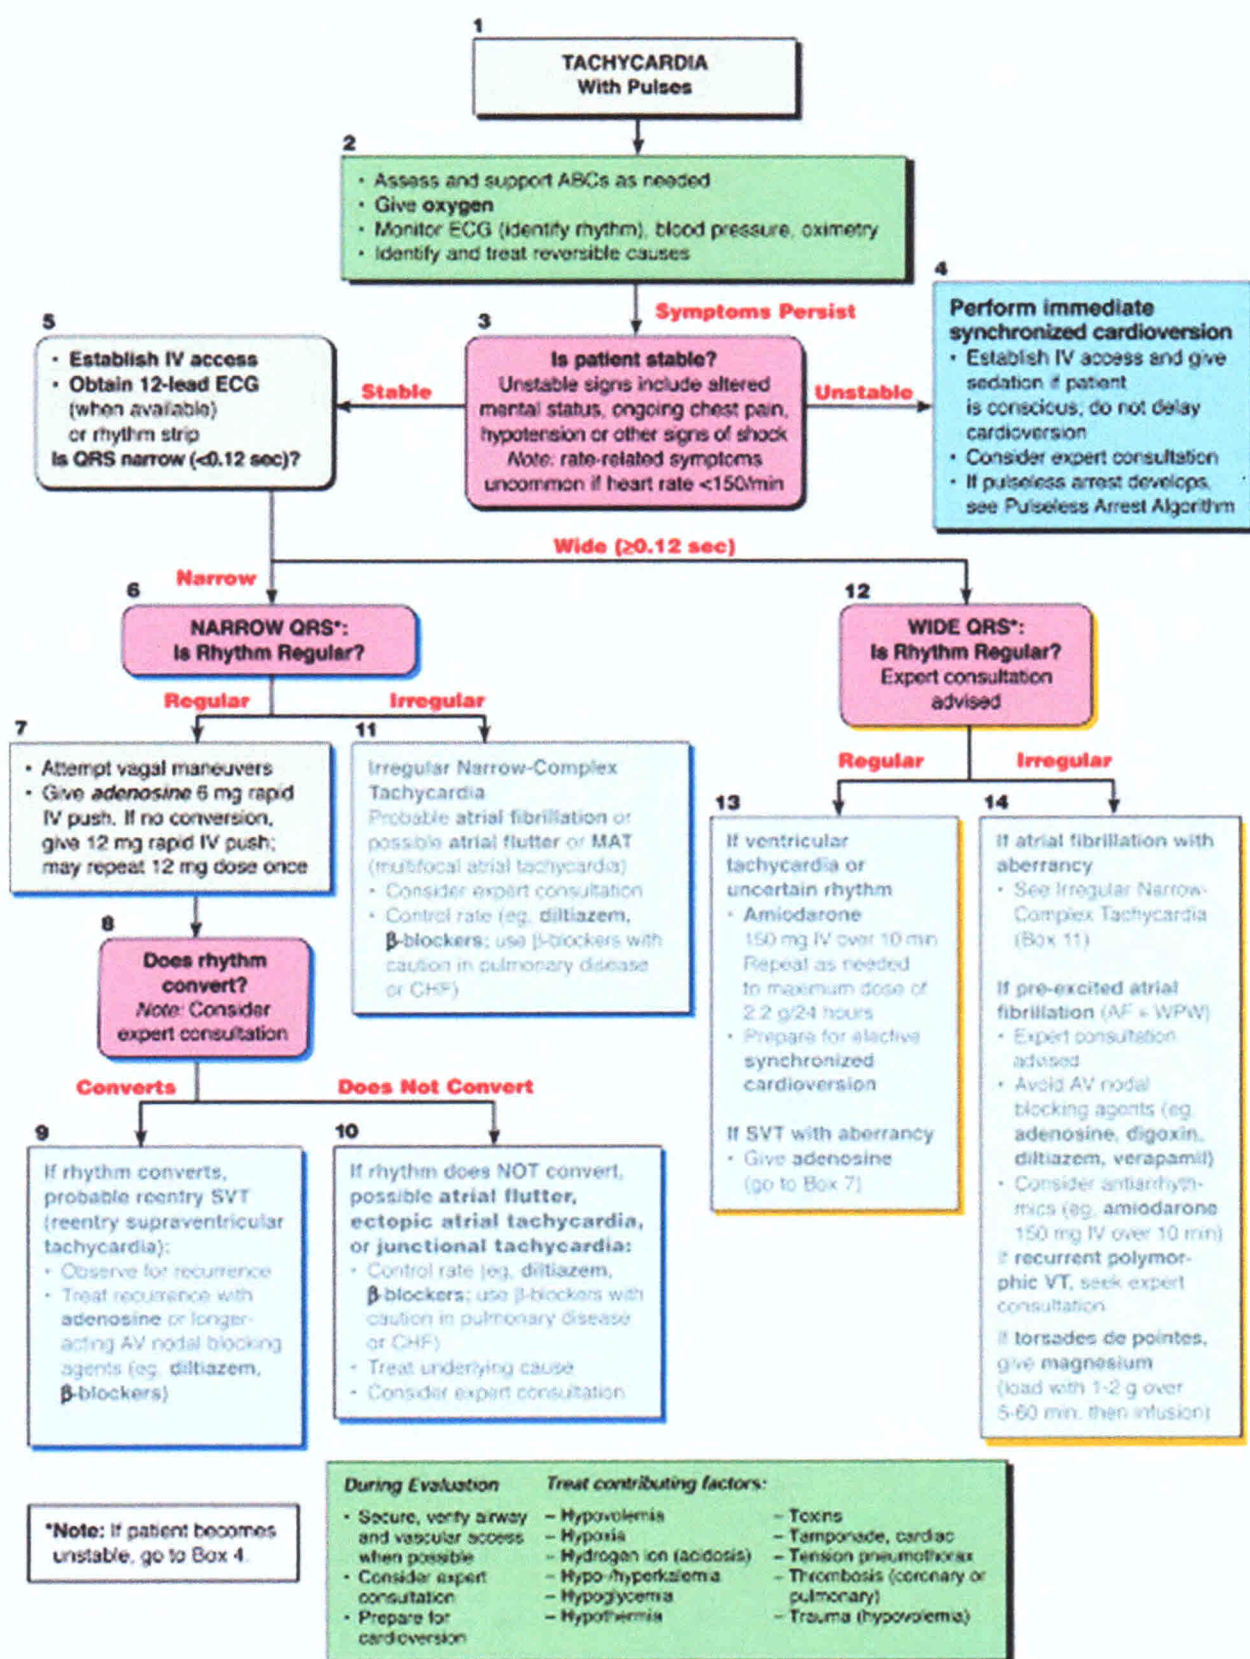 1
TACHYCARDIA
With Pulses
2
• Assess and support ABCs as needed
• Give oxygen
• Monitor ECG (identify rhythm), blood pressure, oximetry
• Identify and treat reversible causes
Symptoms Persist
3
Is patient stable?
Unstable signs include altered
mental status, ongoing chest pain,
hypotension or other signs of shock
Note: rate-related symptoms
uncommon if heart rate <150/min
Stable
Unstable
4
Perform immediate
synchronized cardioversion
• Establish IV access and give
sedation if patient
is conscious; do not delay
cardioversion
• Consider expert consultation
• If pulseless arrest develops,
see Pulseless Arrest Algorithm
5
• Establish IV access
• Obtain 12-lead ECG
(when available)
or rhythm strip
Is QRS narrow (<0.12 sec)?
Narrow
Wide (≥0.12 sec)
6
NARROW QRS*:
Is Rhythm Regular?
Regular
Irregular
7
• Attempt vagal maneuvers
• Give adenosine 6 mg rapid
IV push. If no conversion,
give 12 mg rapid IV push;
may repeat 12 mg dose once
8
Does rhythm
convert?
Note: Consider
expert consultation
Converts
Does Not Convert
9
If rhythm converts,
probable reentry SVT
(reentry supraventricular
tachycardia):
• Observe for recurrence
• Treat recurrence with
adenosine or longer-
acting AV nodal blocking
agents (eg, diltiazem,
β-blockers)
10
If rhythm does NOT convert,
possible atrial flutter,
ectopic atrial tachycardia,
or junctional tachycardia:
• Control rate (eg, diltiazem,
β-blockers; use β-blockers with
caution in pulmonary disease
or CHF)
• Treat underlying cause
• Consider expert consultation
11
Irregular Narrow-Complex
Tachycardia
Probable atrial fibrillation or
possible atrial flutter or MAT
(multifocal atrial tachycardia)
• Consider expert consultation
• Control rate (eg, diltiazem,
β-blockers; use β-blockers with
caution in pulmonary disease
or CHF)
12
WIDE QRS*:
Is Rhythm Regular?
Expert consultation
advised
Regular
Irregular
13
If ventricular
tachycardia or
uncertain rhythm
• Amiodarone
150 mg IV over 10 min
Repeat as needed
to maximum dose of
2.2 g/24 hours
• Prepare for elective
synchronized
cardioversion
If SVT with aberrancy
• Give adenosine
(go to Box 7)
14
If atrial fibrillation with
aberrancy
• See Irregular Narrow-
Complex Tachycardia
(Box 11)
If pre-excited atrial
fibrillation (AF + WPW)
• Expert consultation
advised
• Avoid AV nodal
blocking agents (eg,
adenosine, digoxin,
diltiazem, verapamil)
• Consider antiarrhyth-
mics (eg, amiodarone
150 mg IV over 10 min)
If recurrent polymor-
phic VT, seek expert
consultation
If torsades de pointes,
give magnesium
(load with 1-2 g over
5-60 min, then infusion)
*Note: If patient becomes
unstable, go to Box 4.
During Evaluation
• Secure, verify airway
and vascular access
when possible
• Consider expert
consultation
• Prepare for
cardioversion
Treat contributing factors:
– Hypovolemia
– Hypoxia
– Hydrogen ion (acidosis)
– Hypo-/hyperkalemia
– Hypoglycemia
– Hypothermia
– Toxins
– Tamponade, cardiac
– Tension pneumothorax
– Thrombosis (coronary or
pulmonary)
– Trauma (hypovolemia)